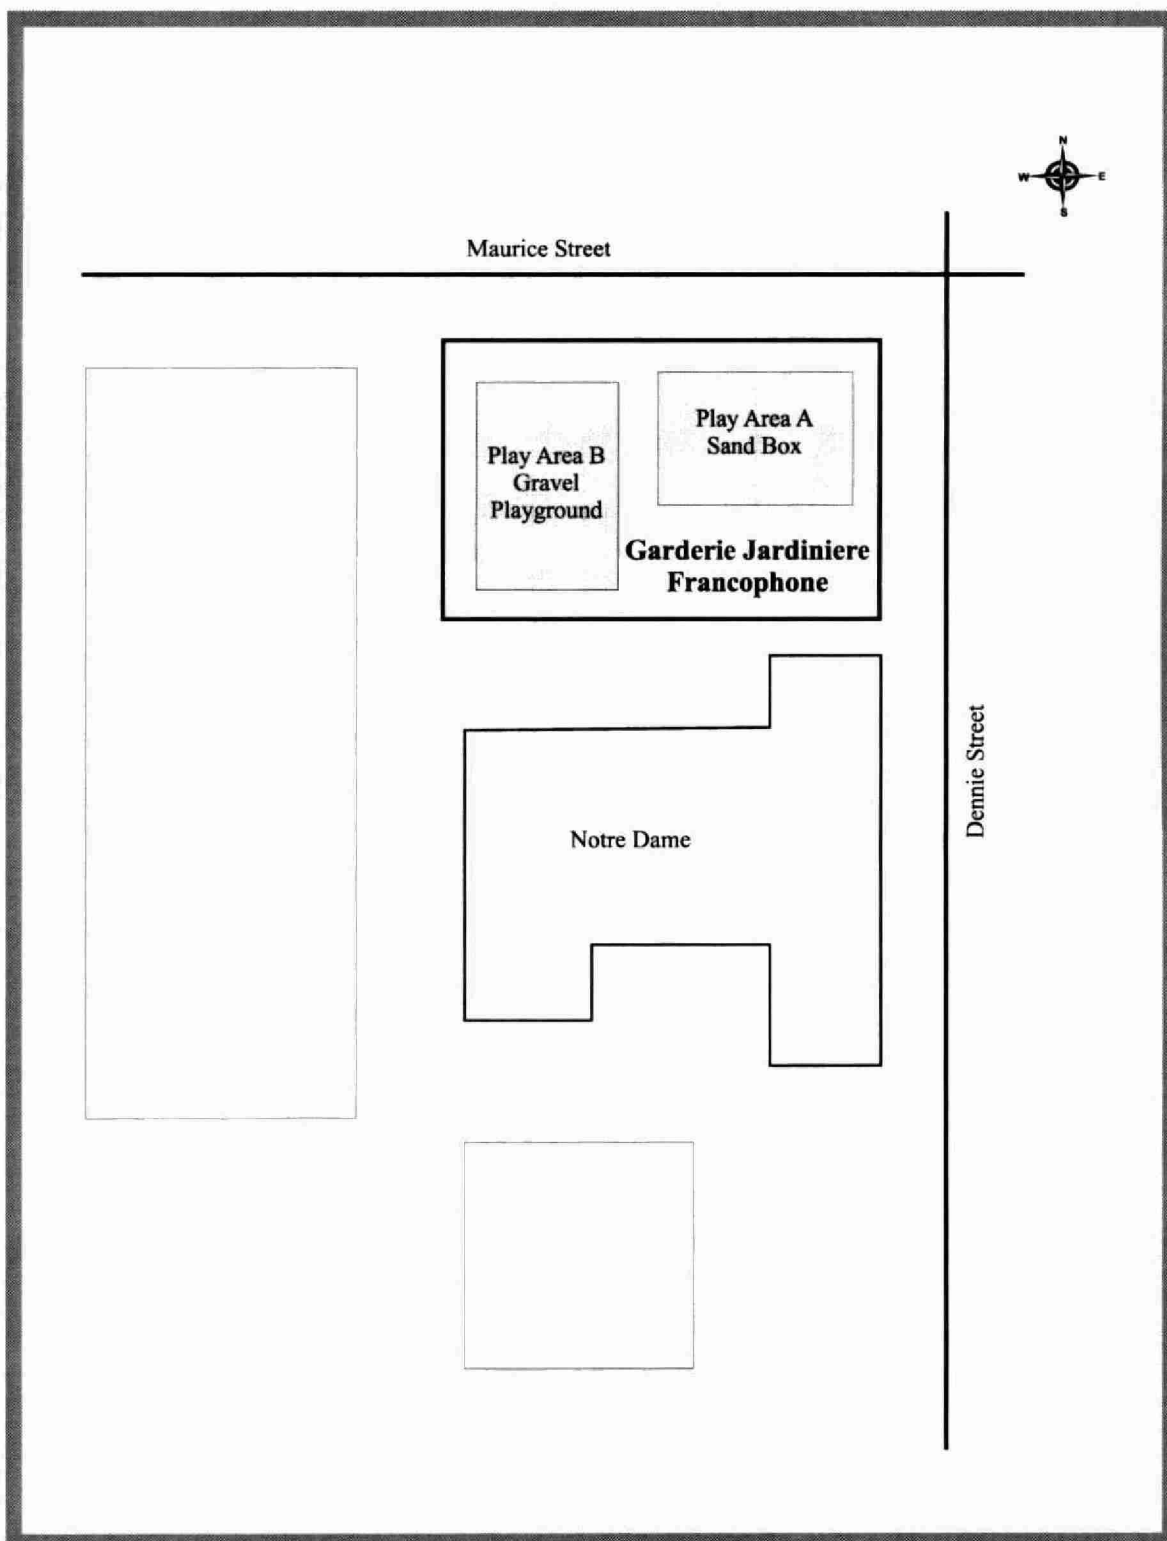 N
W E
S
Maurice Street
Play Area A
Sand Box
Play Area B
Gravel
Playground
Garderie Jardiniere
Francophone
Notre Dame
Dennie Street